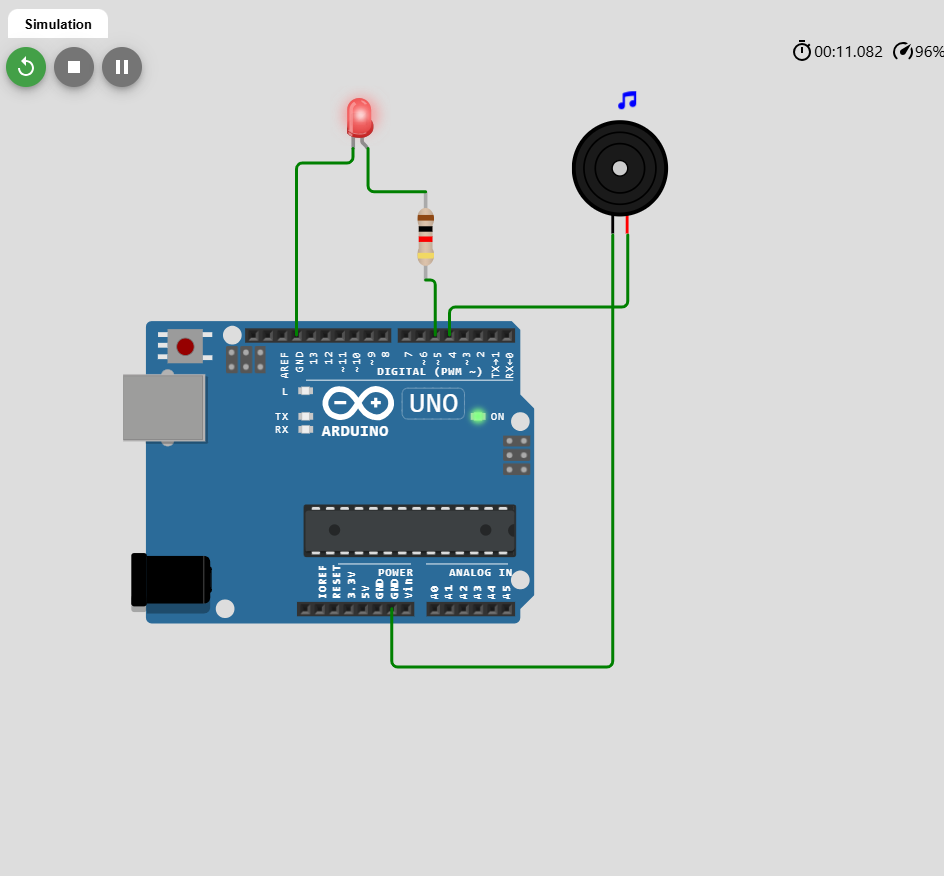 Simulation
00:11.082 96%
AREF GND 13 12 ~11 ~10 ~9 8 7 ~6 ~5 4 ~3 2 TX→1 RX←0
DIGITAL (PWM ~)
L
TX
RX
UNO
ON
ARDUINO
POWER
ANALOG IN
IOREF RESET 3.3V 5V GND GND Vin A0 A1 A2 A3 A4 A5